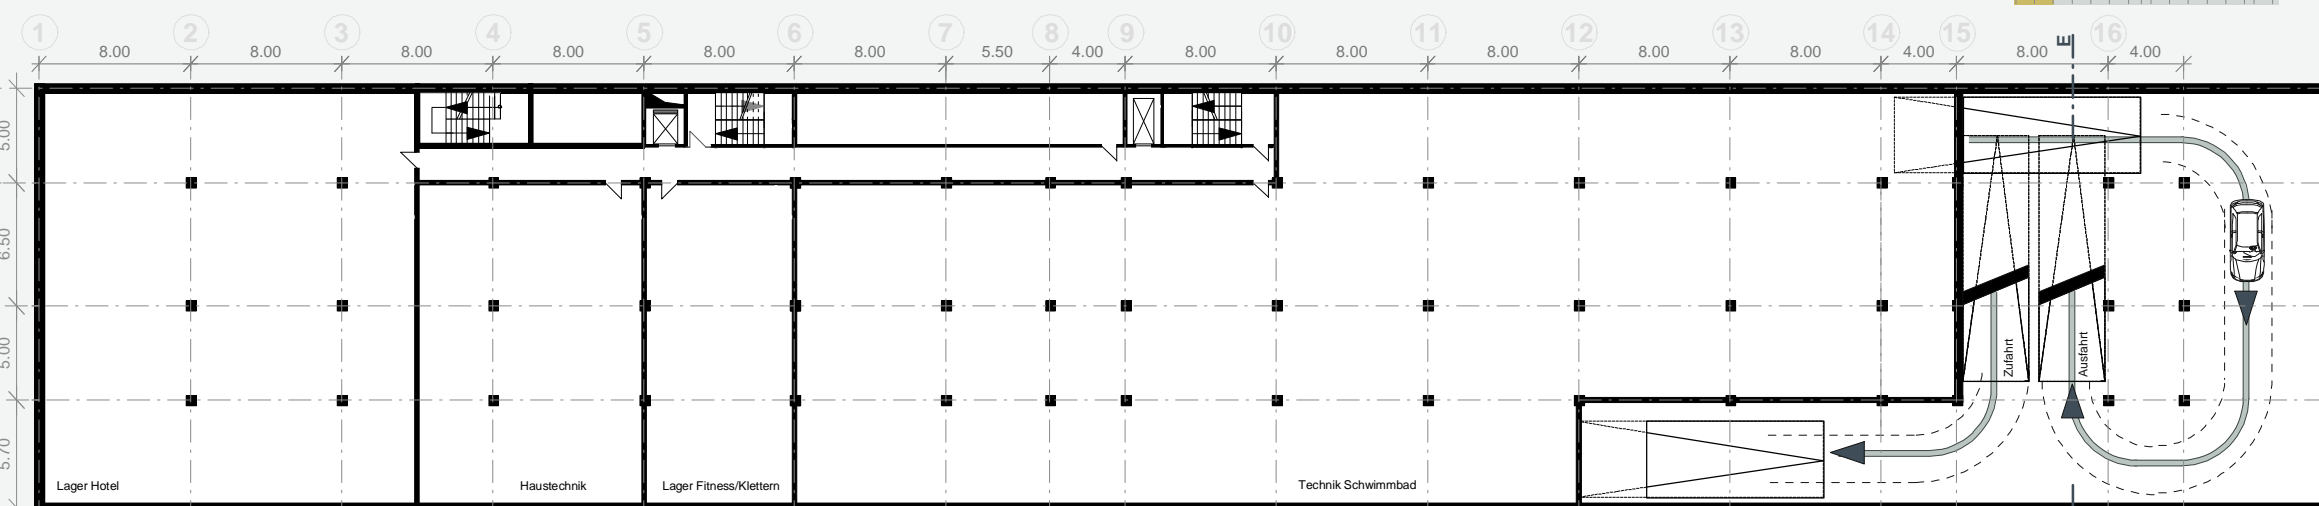 1 2 3 4 5 6 7 8 9 10 11 12 13 14 15 E 16
8.00 8.00 8.00 8.00 8.00 8.00 5.50 4.00 8.00 8.00 8.00 8.00 8.00 4.00 8.00 4.00
5.00
6.50
5.00
5.70
Zufahrt
Ausfahrt
Lager Hotel
Haustechnik
Lager Fitness/Klettern
Technik Schwimmbad